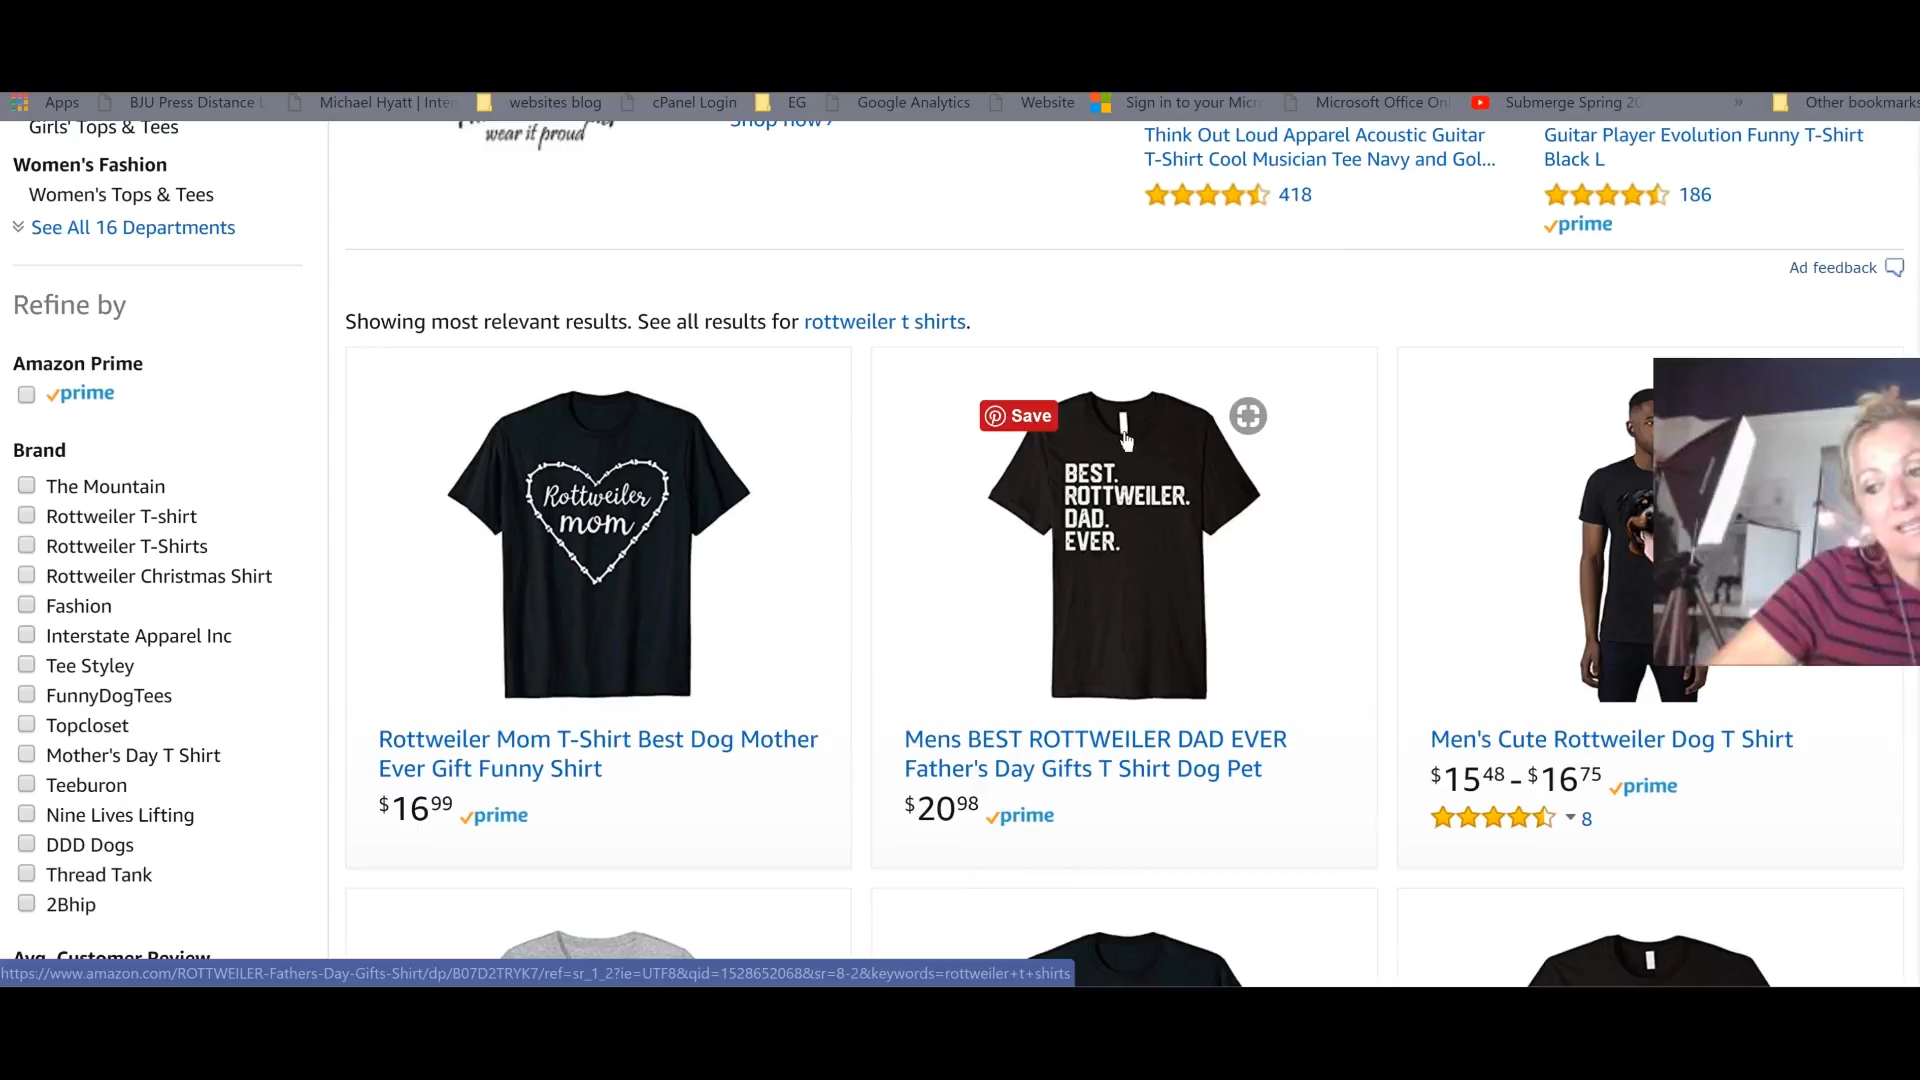 Apps BJU Press Distance Michael Hyatt | Inter websites blog cPanel Login EG Google Analytics Website Sign in to your Micr Microsoft Office Onl Submerge Spring 20 » Other bookmarks
Girls' Tops & Tees
Women's Fashion
Women's Tops & Tees
See All 16 Departments
Refine by
Amazon Prime
prime
Brand
The Mountain
Rottweiler T-shirt
Rottweiler T-Shirts
Rottweiler Christmas Shirt
Fashion
Interstate Apparel Inc
Tee Styley
FunnyDogTees
Topcloset
Mother's Day T Shirt
Teeburon
Nine Lives Lifting
DDD Dogs
Thread Tank
2Bhip
Avg. Customer Review
wear it proud
Shop now ›
Think Out Loud Apparel Acoustic Guitar
T-Shirt Cool Musician Tee Navy and Gol...
418
Guitar Player Evolution Funny T-Shirt
Black L
186
prime
Ad feedback
Showing most relevant results. See all results for rottweiler t shirts.
Rottweiler
mom
Rottweiler Mom T-Shirt Best Dog Mother
Ever Gift Funny Shirt
$16.99 prime
Save
BEST.
ROTTWEILER.
DAD.
EVER.
Mens BEST ROTTWEILER DAD EVER
Father's Day Gifts T Shirt Dog Pet
$20.98 prime
Men's Cute Rottweiler Dog T Shirt
$15.48 - $16.75 prime
8
https://www.amazon.com/ROTTWEILER-Fathers-Day-Gifts-Shirt/dp/B07D2TRYK7/ref=sr_1_2?ie=UTF8&qid=1528652068&sr=8-2&keywords=rottweiler+t+shirts